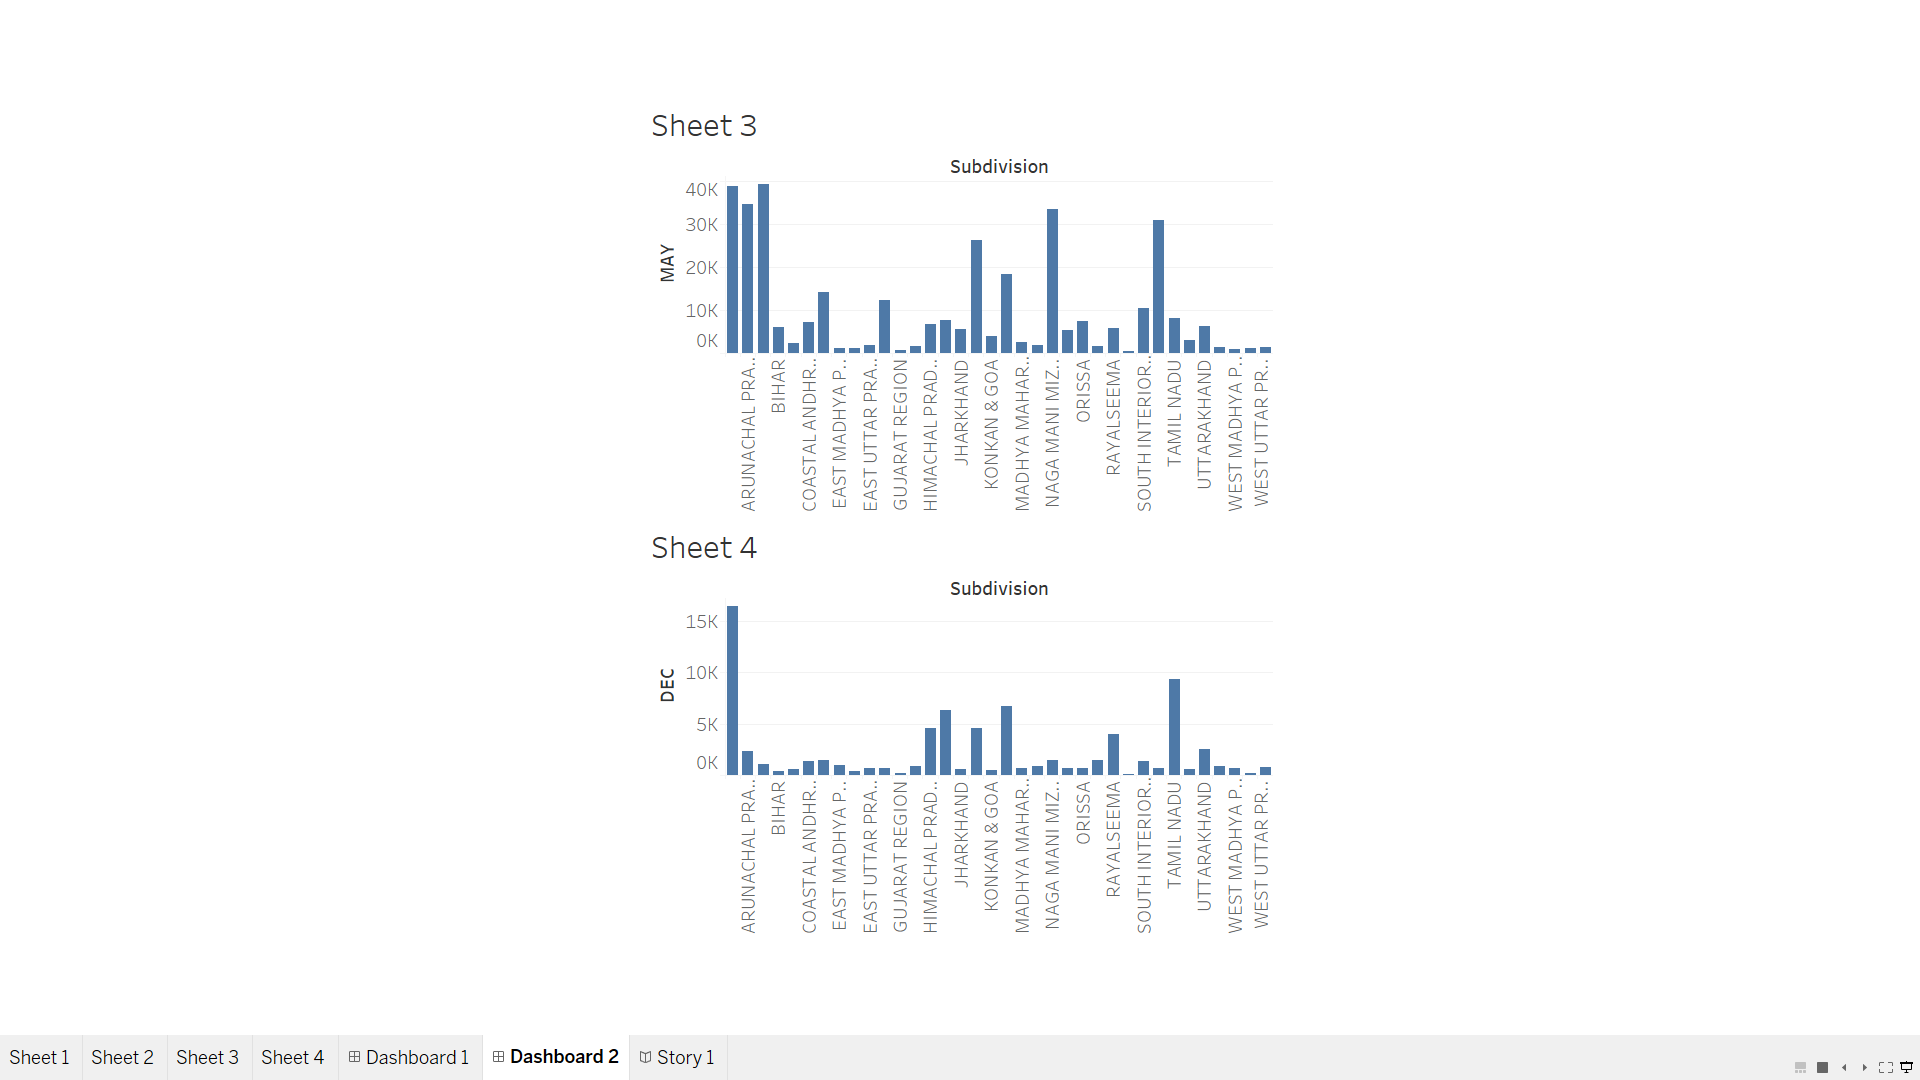 Sheet 3
Subdivision
MAY
40K
30K
20K
10K
0K
ARUNACHAL PRA..
BIHAR
COASTAL ANDHR..
EAST MADHYA P..
EAST UTTAR PRA..
GUJARAT REGION
HIMACHAL PRAD..
JHARKHAND
KONKAN & GOA
MADHYA MAHAR..
NAGA MANI MIZ..
ORISSA
RAYALSEEMA
SOUTH INTERIOR..
TAMIL NADU
UTTARAKHAND
WEST MADHYA P..
WEST UTTAR PR..
Sheet 4
Subdivision
DEC
15K
10K
5K
0K
ARUNACHAL PRA..
BIHAR
COASTAL ANDHR..
EAST MADHYA P..
EAST UTTAR PRA..
GUJARAT REGION
HIMACHAL PRAD..
JHARKHAND
KONKAN & GOA
MADHYA MAHAR..
NAGA MANI MIZ..
ORISSA
RAYALSEEMA
SOUTH INTERIOR..
TAMIL NADU
UTTARAKHAND
WEST MADHYA P..
WEST UTTAR PR..
Sheet 1 Sheet 2 Sheet 3 Sheet 4 Dashboard 1 Dashboard 2 Story 1